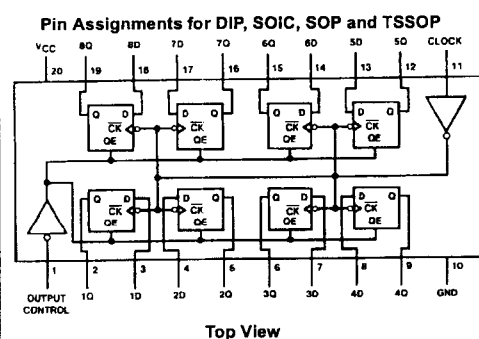 Pin Assignments for DIP, SOIC, SOP and TSSOP
VCC 8Q 8D 7D 7Q 6Q 6D 5D 5Q CLOCK
20 19 18 17 16 15 14 13 12 11
Q D D Q Q D D Q
CK CK CK CK
OE OE OE OE
Q D D Q Q D D Q
CK CK CK CK
OE OE OE OE
1 2 3 4 5 6 7 8 9 10
OUTPUT CONTROL 1Q 1D 2D 2Q 3Q 3D 4D 4Q GND
Top View